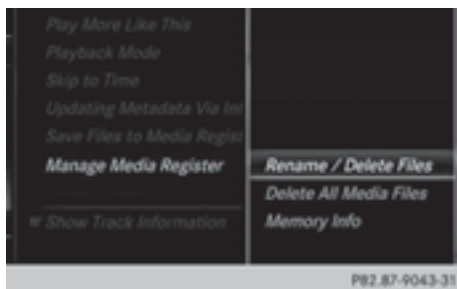 Play More Like This
Playback Mode
Skip to Time
Updating Metadata Via Int
Save Files to Media Regist
Manage Media Register
Show Track Information
Rename / Delete Files
Delete All Media Files
Memory Info
P82.87-9043-31